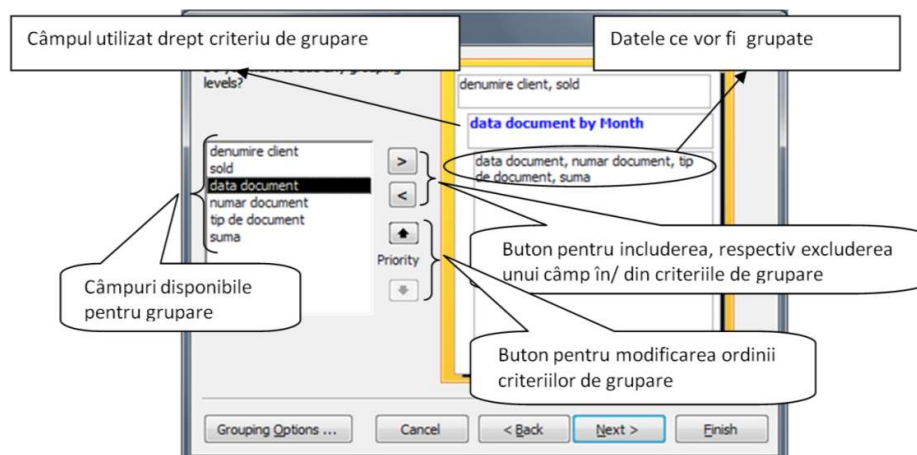 Câmpul utilizat drept criteriu de grupare
Datele ce vor fi grupate
grouping
levels?
denumire client, sold
data document by Month
data document, numar document, tip
de document, suma
denumire client
sold
data document
numar document
tip de document
suma
>
<
Priority
Buton pentru includerea, respectiv excluderea
unui câmp în/ din criteriile de grupare
Câmpuri disponibile
pentru grupare
Buton pentru modificarea ordinii
criteriilor de grupare
Grouping Options ...
Cancel
< Back
Next >
Finish